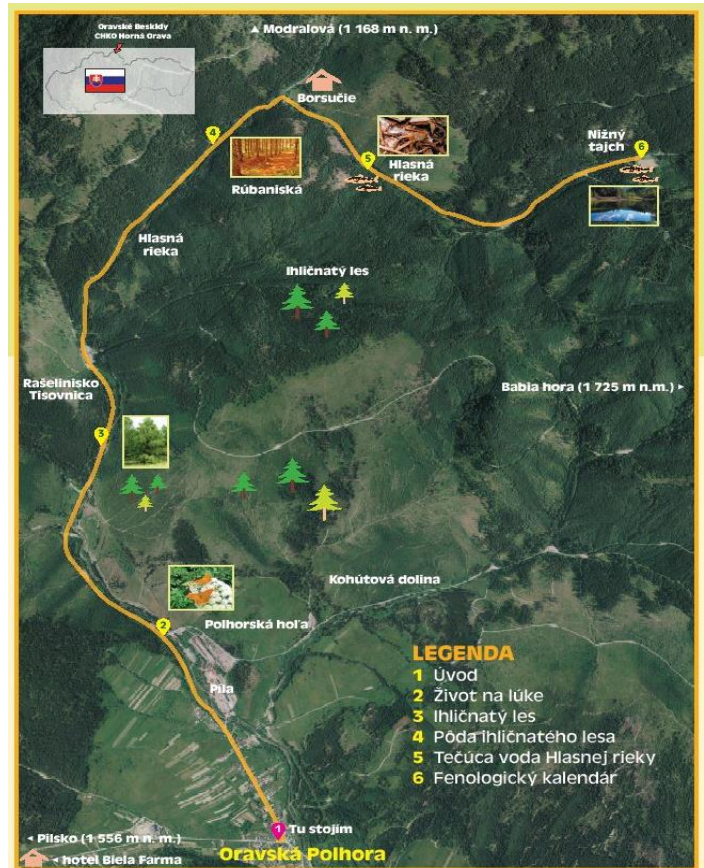 Oravské Beskydy
CHKO Horná Orava
▲ Modralová (1 168 m n. m.)
Borsučie
4
Rúbaniská
5
Hlasná
rieka
Nižný
tajch
6
Hlasná
rieka
Ihličnatý les
Rašelinisko
Tisovnica
Babia hora (1 725 m n.m.) ▸
3
Kohútová dolina
2
Polhorská hoľa
Píla
LEGENDA
1 Úvod
2 Život na lúke
3 Ihličnatý les
4 Pôda ihličnatého lesa
5 Tečúca voda Hlasnej rieky
6 Fenologický kalendár
1 Tu stojím
◂ Pilsko (1 556 m n. m.)
Oravská Polhora
◂ hotel Biela Farma